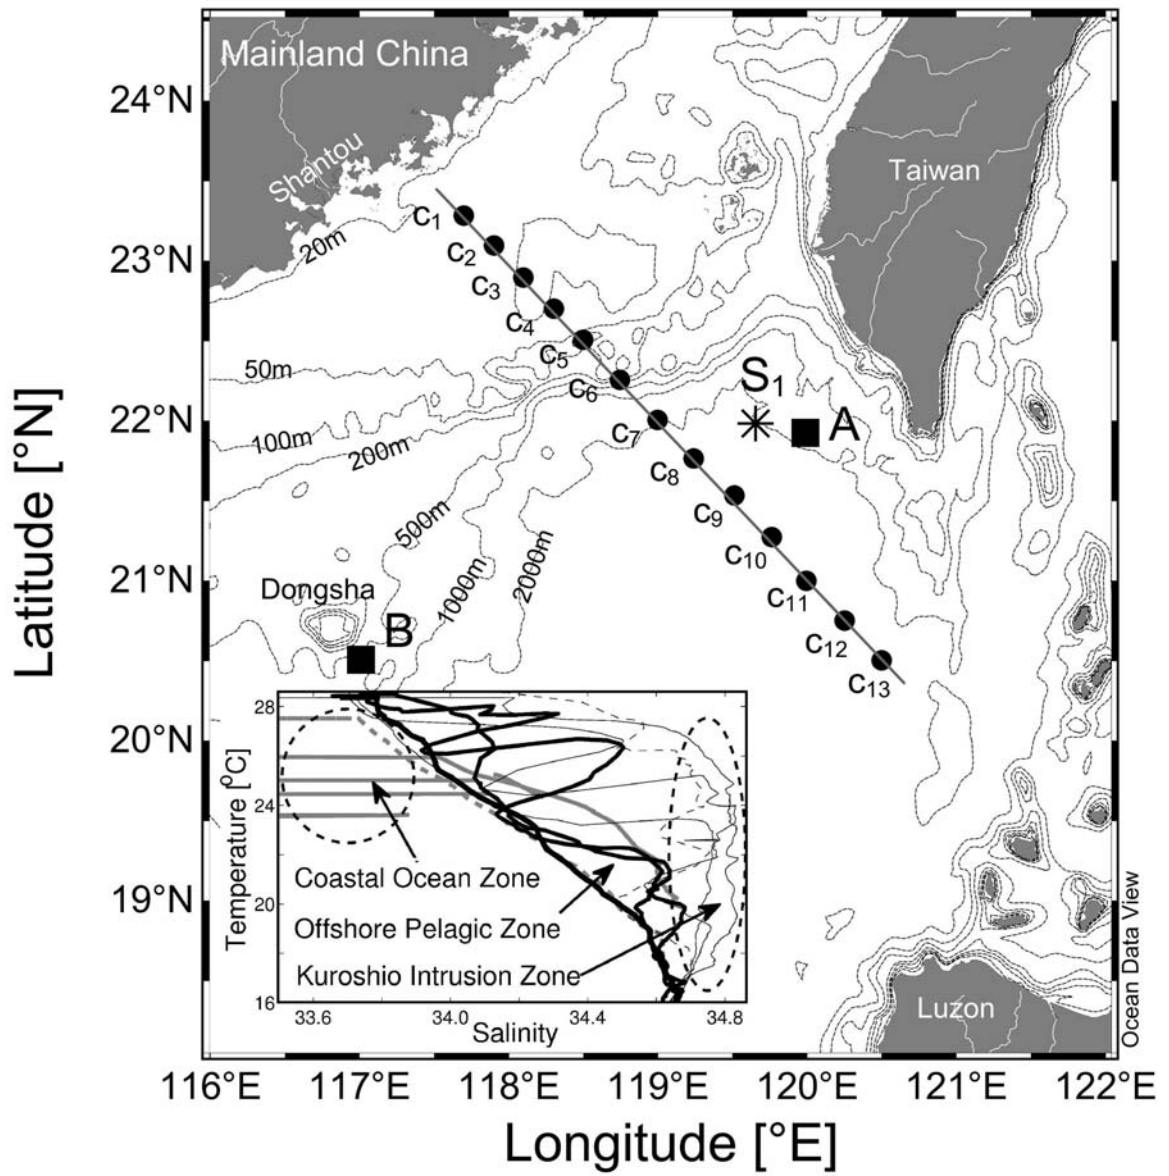 Mainland China
24°N
Taiwan
Shantou
20m
C1
23°N
C2
C3
C4
C5
50m
C6
S1
22°N
100m
C7
A
200m
C8
C9
500m
C10
21°N
Dongsha
1000m
2000m
C11
B
C12
C13
20°N
28
24
20
16
Temperature [°C]
Coastal Ocean Zone
Offshore Pelagic Zone
Kuroshio Intrusion Zone
33.6
34.0
34.4
34.8
Salinity
19°N
Luzon
Ocean Data View
Latitude [°N]
116°E
117°E
118°E
119°E
120°E
121°E
122°E
Longitude [°E]